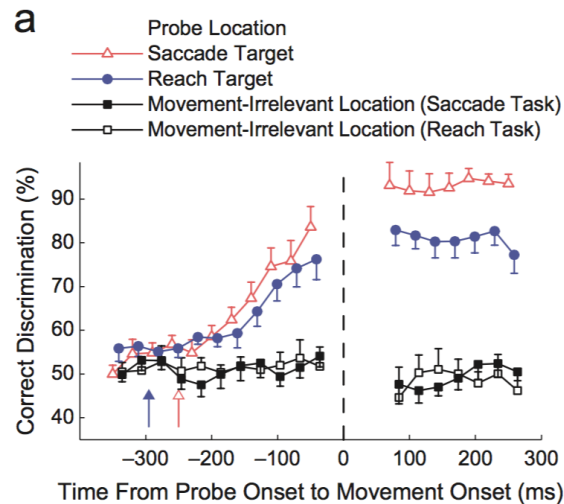 a
Probe Location
Saccade Target
Reach Target
Movement-Irrelevant Location (Saccade Task)
Movement-Irrelevant Location (Reach Task)
90
80
70
60
50
40
Correct Discrimination (%)
–300 –200 –100 0 100 200 300
Time From Probe Onset to Movement Onset (ms)